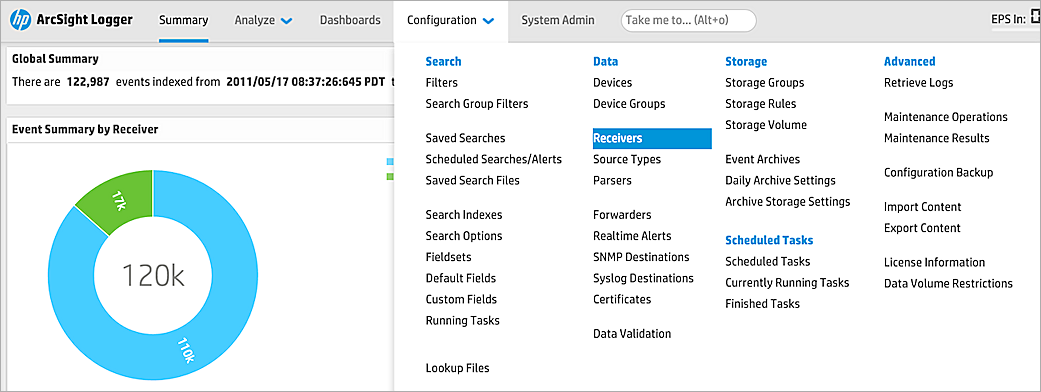 hp ArcSight Logger Summary Analyze Dashboards Configuration System Admin Take me to... (Alt+o) EPS In:
Global Summary
There are 122,987 events indexed from 2011/05/17 08:37:26:645 PDT
Event Summary by Receiver
17k
120k
110k
Search
Filters
Search Group Filters
Saved Searches
Scheduled Searches/Alerts
Saved Search Files
Search Indexes
Search Options
Fieldsets
Default Fields
Custom Fields
Running Tasks
Lookup Files
Data
Devices
Device Groups
Receivers
Source Types
Parsers
Forwarders
Realtime Alerts
SNMP Destinations
Syslog Destinations
Certificates
Data Validation
Storage
Storage Groups
Storage Rules
Storage Volume
Event Archives
Daily Archive Settings
Archive Storage Settings
Scheduled Tasks
Scheduled Tasks
Currently Running Tasks
Finished Tasks
Advanced
Retrieve Logs
Maintenance Operations
Maintenance Results
Configuration Backup
Import Content
Export Content
License Information
Data Volume Restrictions